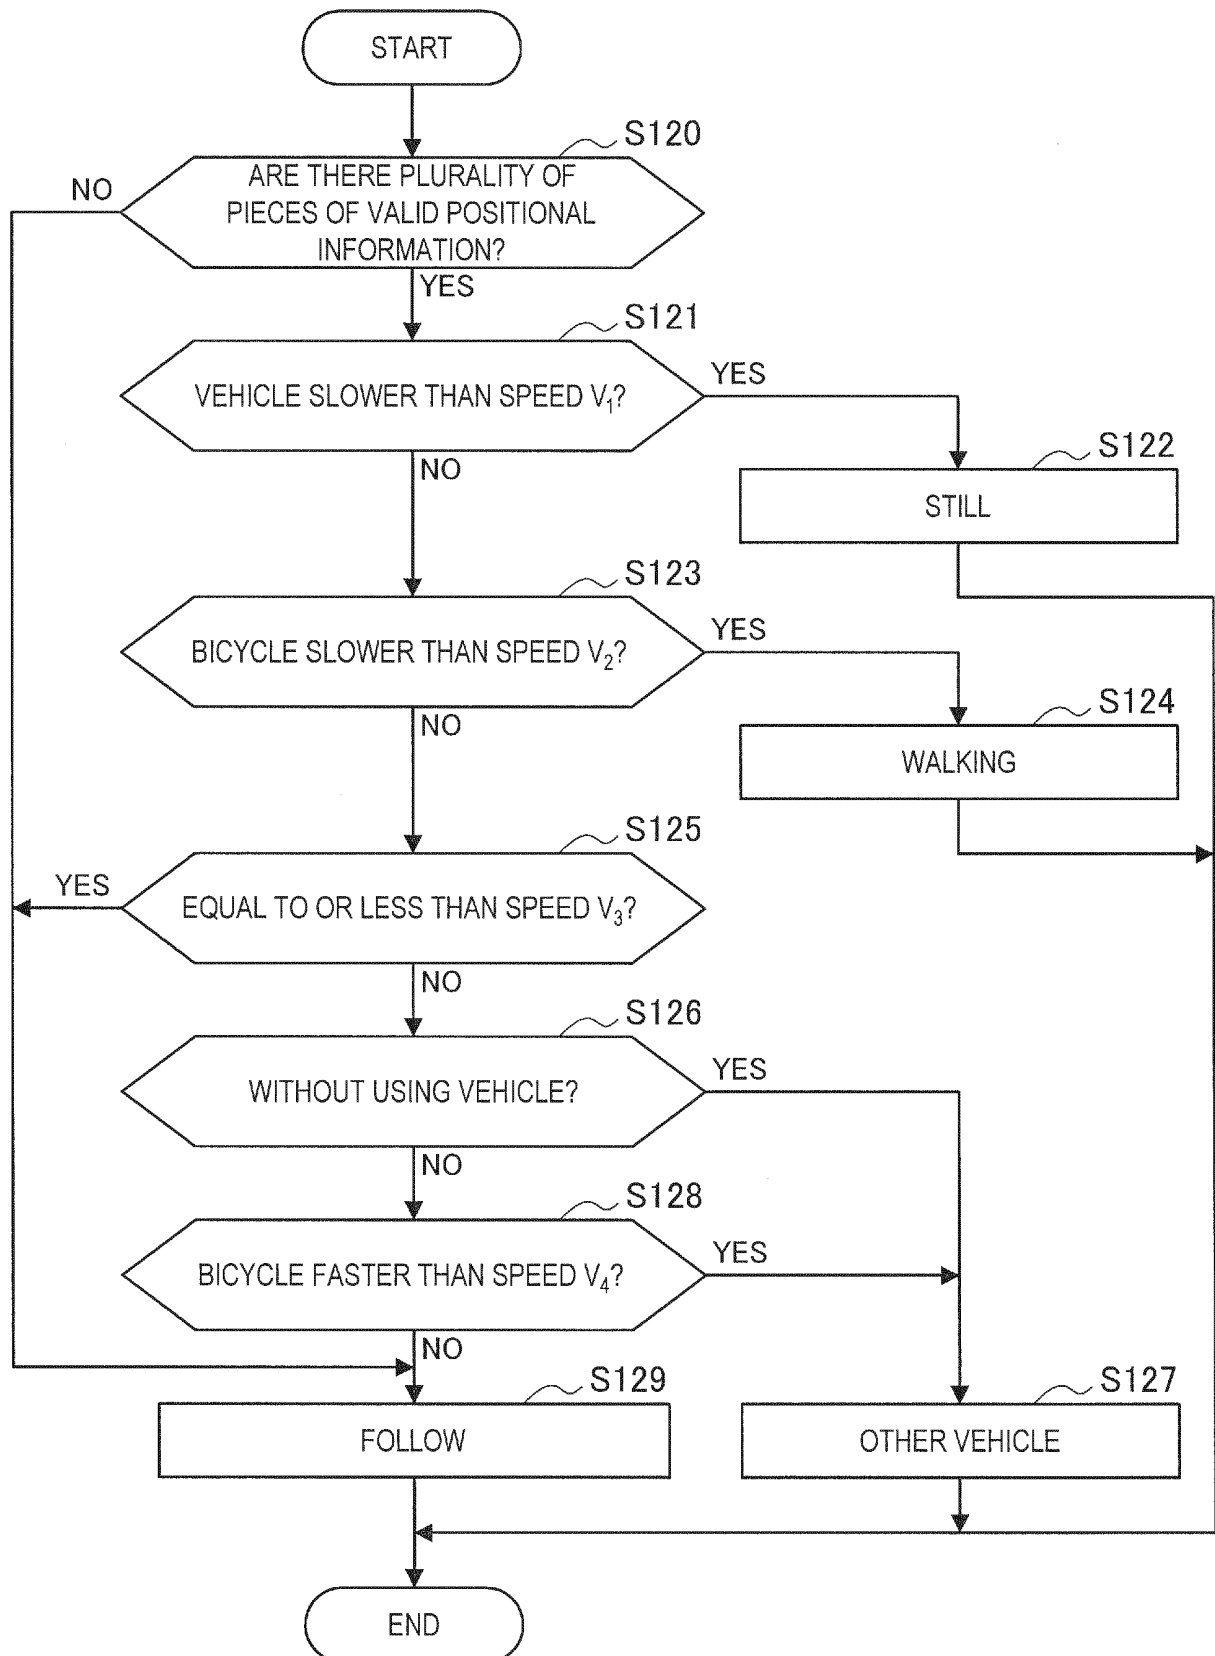 START
S120
ARE THERE PLURALITY OF
PIECES OF VALID POSITIONAL
INFORMATION?
NO
YES
S121
VEHICLE SLOWER THAN SPEED V₁?
YES
NO
S122
STILL
S123
BICYCLE SLOWER THAN SPEED V₂?
YES
NO
S124
WALKING
S125
EQUAL TO OR LESS THAN SPEED V₃?
YES
NO
S126
WITHOUT USING VEHICLE?
YES
NO
S128
BICYCLE FASTER THAN SPEED V₄?
YES
NO
S129
FOLLOW
S127
OTHER VEHICLE
END